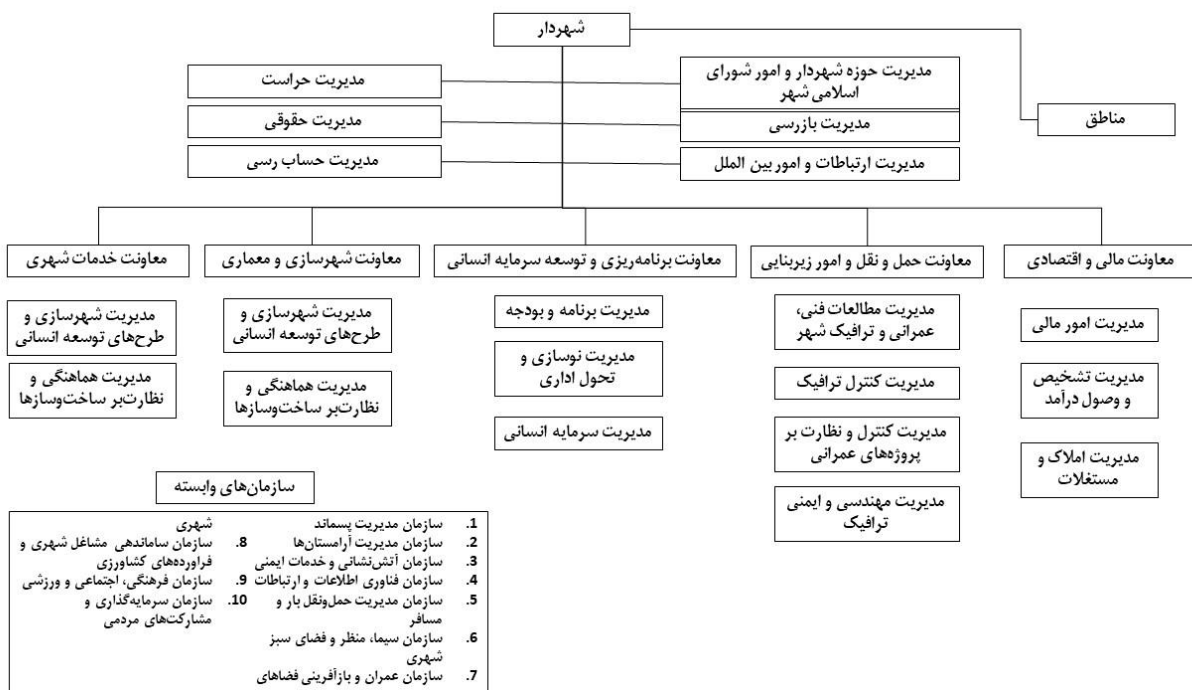 شهردار
مدیریت حوزه شهردار و امور شورای
اسلامی شهر
مدیریت حراست
مناطق
مدیریت بازرسی
مدیریت حقوقی
مدیریت ارتباطات و امور بین الملل
مدیریت حساب رسی
معاونت مالی و اقتصادی
معاونت حمل و نقل و امور زیربنایی
معاونت برنامه‌ریزی و توسعه سرمایه انسانی
معاونت شهرسازی و معماری
معاونت خدمات شهری
مدیریت امور مالی
مدیریت تشخیص
و وصول درآمد
مدیریت املاک و
مستغلات
مدیریت مطالعات فنی،
عمرانی و ترافیک شهر
مدیریت کنترل ترافیک
مدیریت کنترل و نظارت بر
پروژه‌های عمرانی
مدیریت مهندسی و ایمنی
ترافیک
مدیریت برنامه و بودجه
مدیریت نوسازی و
تحول اداری
مدیریت سرمایه انسانی
مدیریت شهرسازی و
طرح‌های توسعه انسانی
مدیریت هماهنگی و
نظارت‌بر ساخت‌وسازها
مدیریت شهرسازی و
طرح‌های توسعه انسانی
مدیریت هماهنگی و
نظارت‌بر ساخت‌وسازها
سازمان‌های وابسته
1. سازمان مدیریت پسماند
2. سازمان مدیریت آرامستان‌ها
3. سازمان آتش‌نشانی و خدمات ایمنی
4. سازمان فناوری اطلاعات و ارتباطات
5. سازمان مدیریت حمل‌ونقل بار و
مسافر
6. سازمان سیما، منظر و فضای سبز
شهری
7. سازمان عمران و بازآفرینی فضاهای
شهری
8. سازمان ساماندهی مشاغل شهری و
فراورده‌های کشاورزی
9. سازمان فرهنگی، اجتماعی و ورزشی
10. سازمان سرمایه‌گذاری و
مشارکت‌های مردمی